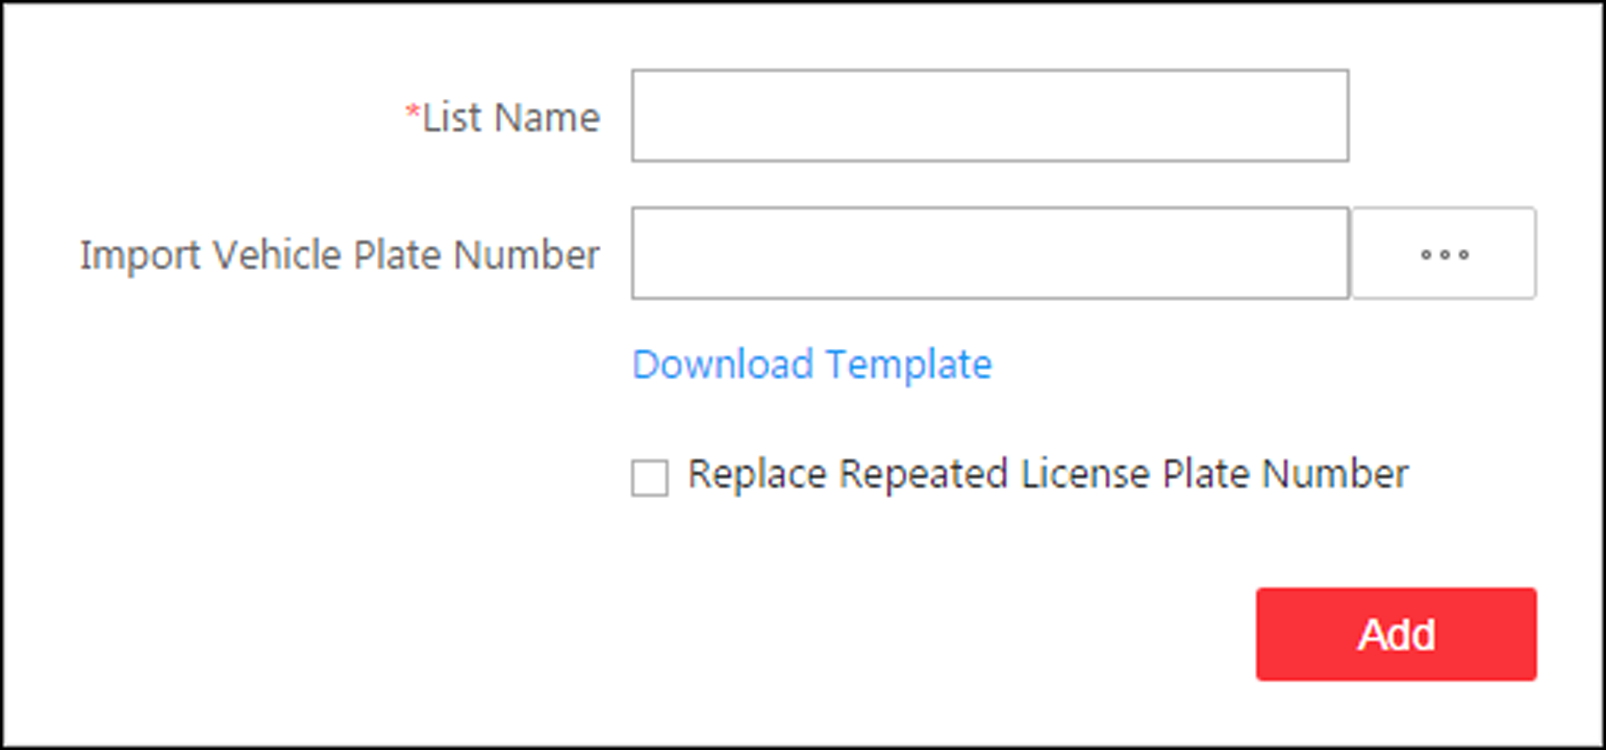 *List Name
Import Vehicle Plate Number
Download Template
Replace Repeated License Plate Number
Add